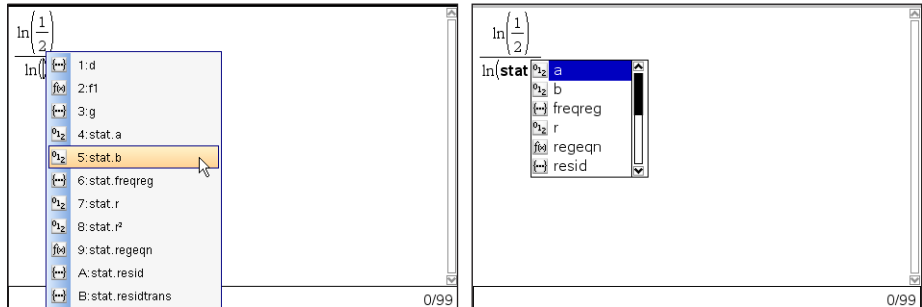 ln(1/2)
ln(
1:d
2:f1
3:g
4:stat.a
5:stat.b
6:stat.freqreg
7:stat.r
8:stat.r²
9:stat.regeqn
A:stat.resid
B:stat.residtrans
0/99
ln(1/2)
ln(stat
a
b
freqreg
r
regeqn
resid
0/99